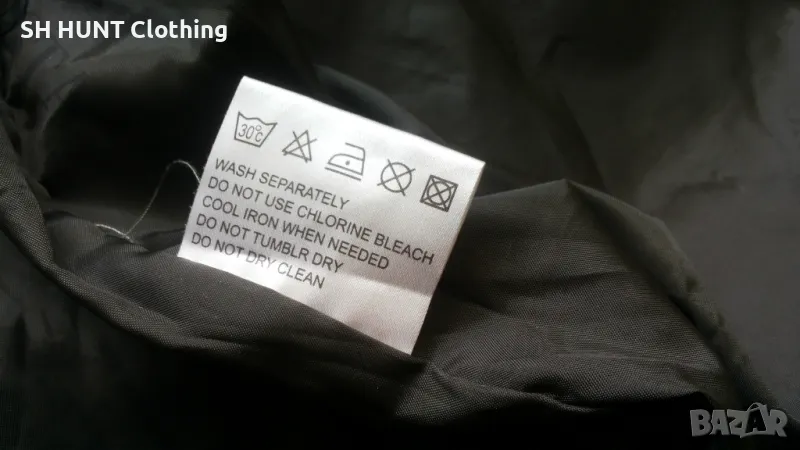 SH HUNT Clothing
30°C
WASH SEPARATELY
DO NOT USE CHLORINE BLEACH
COOL IRON WHEN NEEDED
DO NOT TUMBLR DRY
DO NOT DRY CLEAN
BAZAR